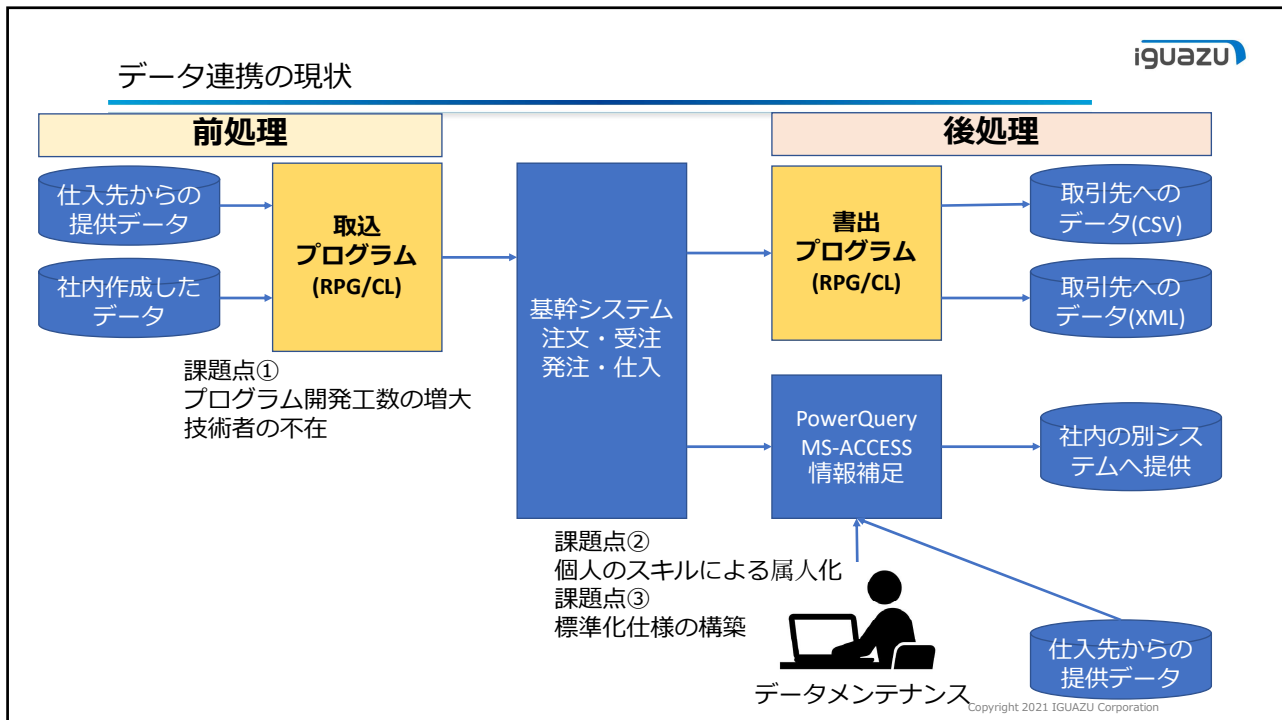 iguazu
データ連携の現状
前処理
後処理
仕入先からの
提供データ
社内作成した
データ
取込
プログラム
(RPG/CL)
課題点①
プログラム開発工数の増大
技術者の不在
基幹システム
注文・受注
発注・仕入
書出
プログラム
(RPG/CL)
取引先への
データ(CSV)
取引先への
データ(XML)
PowerQuery
MS-ACCESS
情報補足
社内の別シス
テムへ提供
課題点②
個人のスキルによる属人化
課題点③
標準化仕様の構築
データメンテナンス
仕入先からの
提供データ
Copyright 2021 IGUAZU Corporation